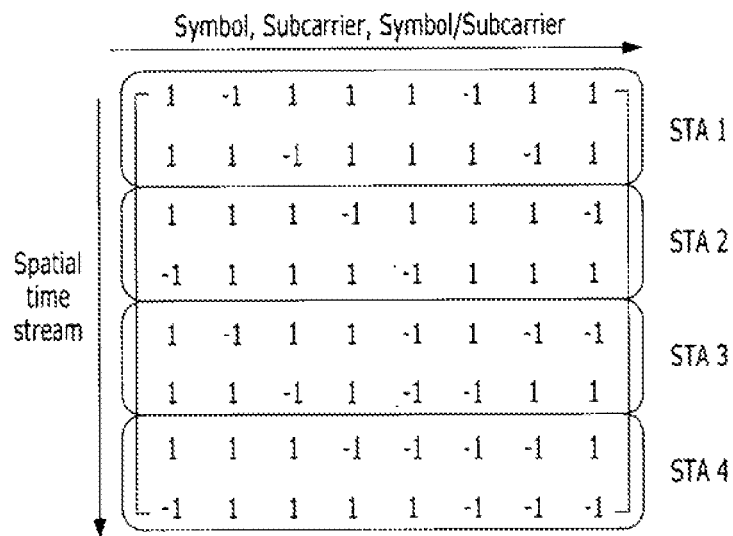 Symbol, Subcarrier, Symbol/Subcarrier
1 -1 1 1 1 -1 1 1
STA 1
1 1 -1 1 1 1 -1 1
1 1 1 -1 1 1 1 -1
STA 2
-1 1 1 1 -1 1 1 1
Spatial
time
stream
1 -1 1 1 -1 1 -1 -1
STA 3
1 1 -1 1 -1 -1 1 1
1 1 1 -1 -1 -1 -1 1
STA 4
-1 1 1 1 1 -1 -1 -1